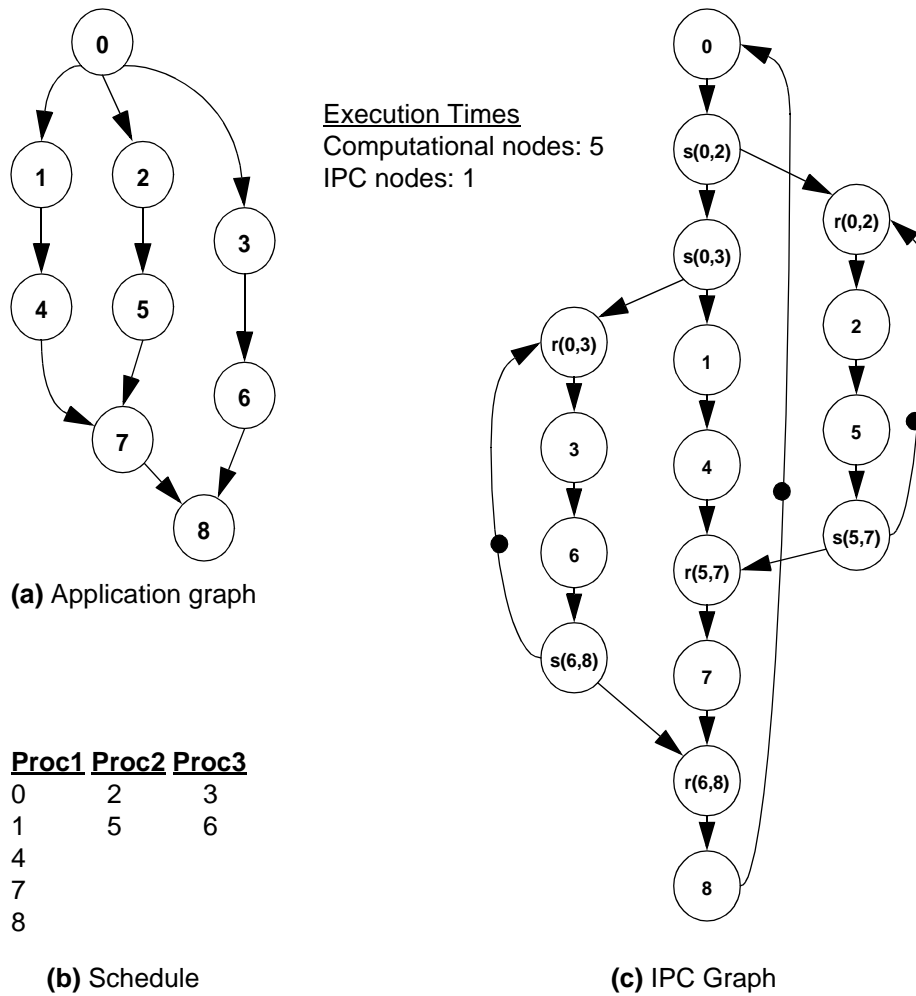 0
1
2
3
4
5
6
7
8
(a) Application graph
Execution Times
Computational nodes: 5
IPC nodes: 1
Proc1 Proc2 Proc3
0 2 3
1 5 6
4
7
8
(b) Schedule
0
s(0,2)
r(0,2)
s(0,3)
2
r(0,3)
1
5
3
4
s(5,7)
6
r(5,7)
s(6,8)
7
r(6,8)
8
(c) IPC Graph